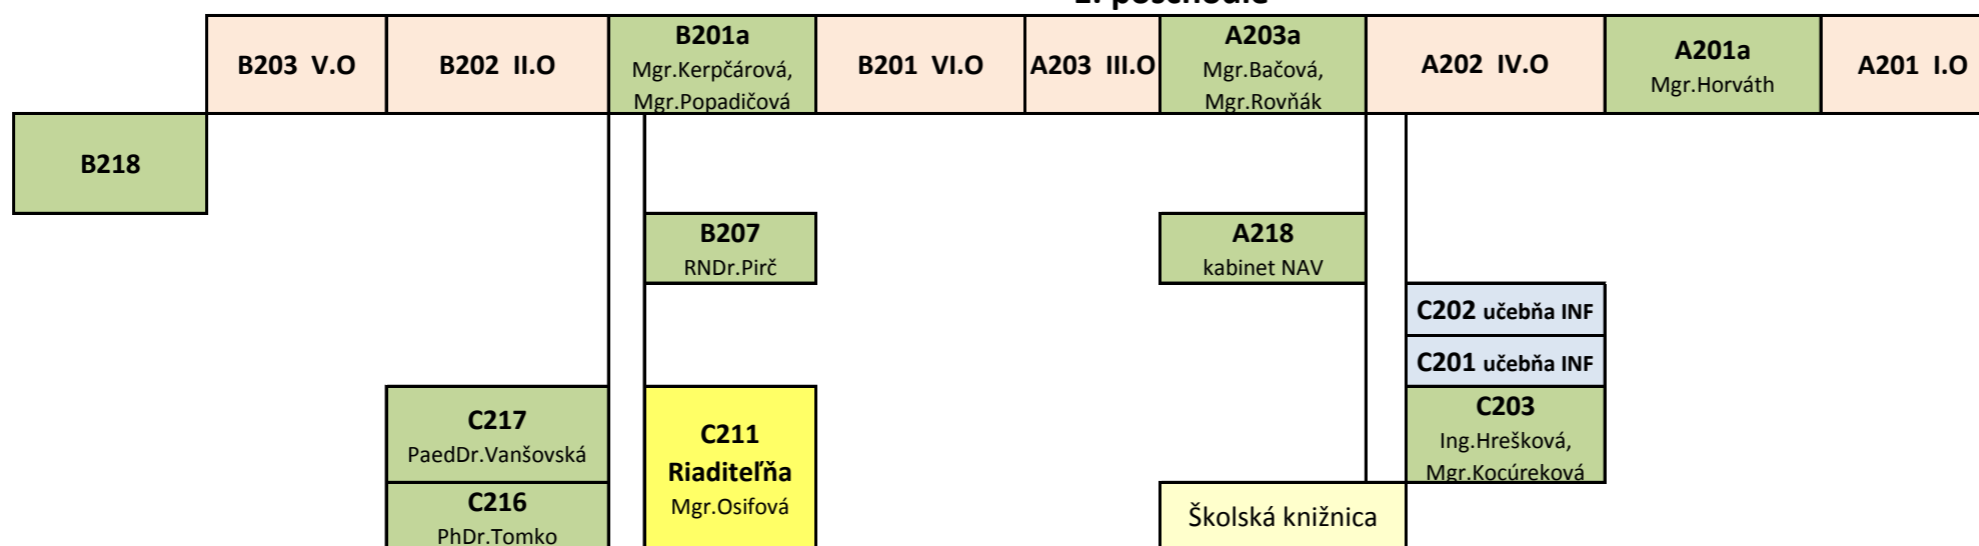 poschodie
B203 V.O
B202 II.O
B201a
Mgr.Kerpčárová,
Mgr.Popadičová
B201 VI.O
A203 III.O
A203a
Mgr.Bačová,
Mgr.Rovňák
A202 IV.O
A201a
Mgr.Horváth
A201 I.O
B218
B207
RNDr.Pirč
A218
kabinet NAV
C202 učebňa INF
C201 učebňa INF
C217
PaedDr.Vanšovská
C211
Riaditeľňa
Mgr.Osifová
C203
Ing.Hrešková,
Mgr.Kocúreková
C216
PhDr.Tomko
Školská knižnica